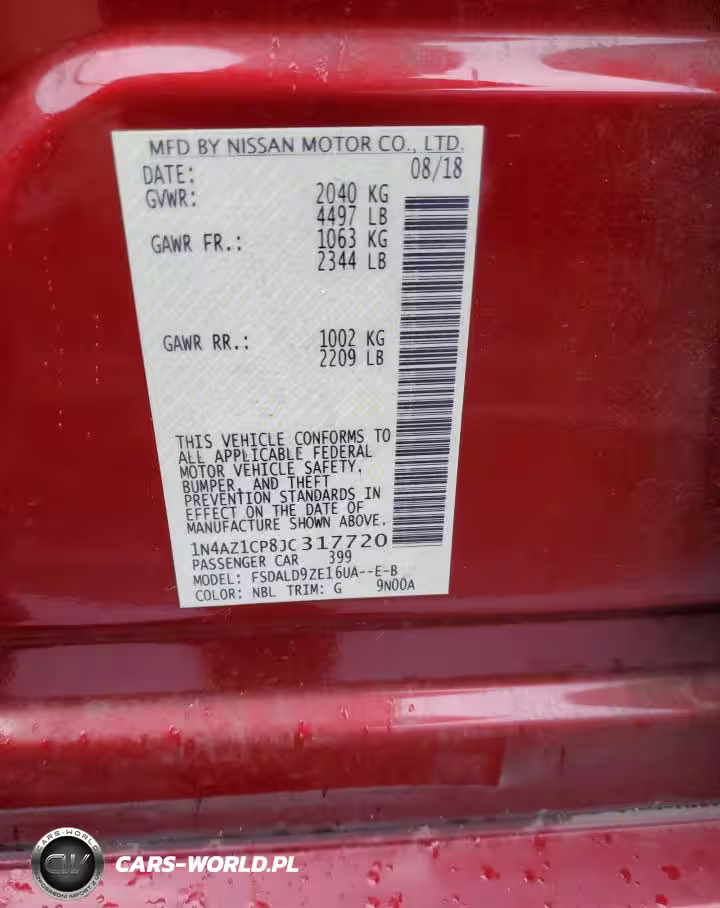 MFD BY NISSAN MOTOR CO., LTD.
DATE: 08/18
GVWR: 2040 KG
4497 LB
GAWR FR.: 1063 KG
2344 LB
GAWR RR.: 1002 KG
2209 LB
THIS VEHICLE CONFORMS TO
ALL APPLICABLE FEDERAL
MOTOR VEHICLE SAFETY,
BUMPER, AND THEFT
PREVENTION STANDARDS IN
EFFECT ON THE DATE OF
MANUFACTURE SHOWN ABOVE.
1N4AZ1CP8JC317720
PASSENGER CAR 399
MODEL: FSDALD9ZE16UA--E-B
COLOR: NBL TRIM: G 9N00A
CARS-WORLD
CW
CARS-WORLD.PL